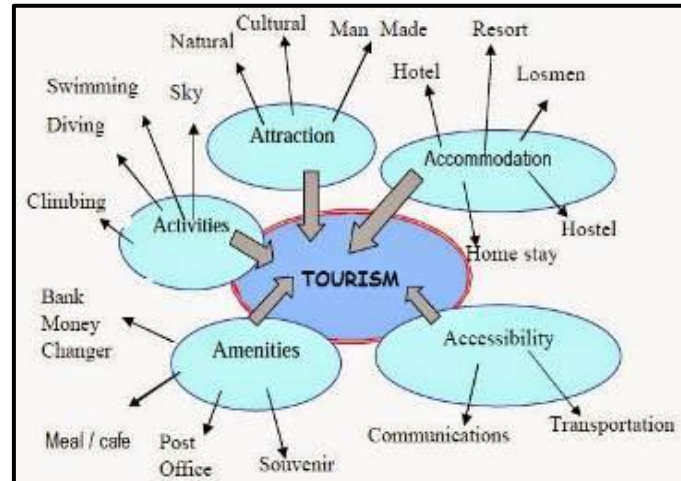 Natural
Cultural
Man Made
Attraction
Hotel
Resort
Losmen
Accommodation
Hostel
Home stay
Swimming
Sky
Diving
Climbing
Activities
TOURISM
Bank
Money
Changer
Amenities
Meal / cafe
Post
Office
Souvenir
Accessibility
Communications
Transportation